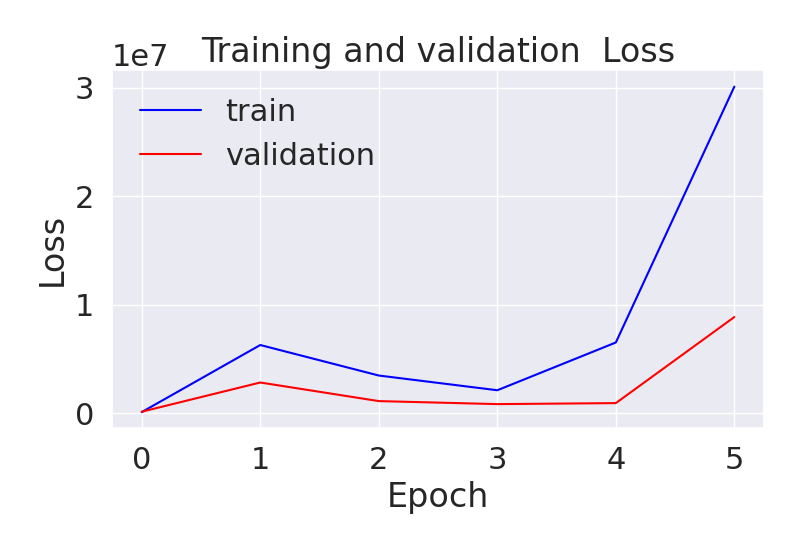 1e7
Training and validation  Loss
3
2
1
0
Loss
train
validation
0 1 2 3 4 5
Epoch